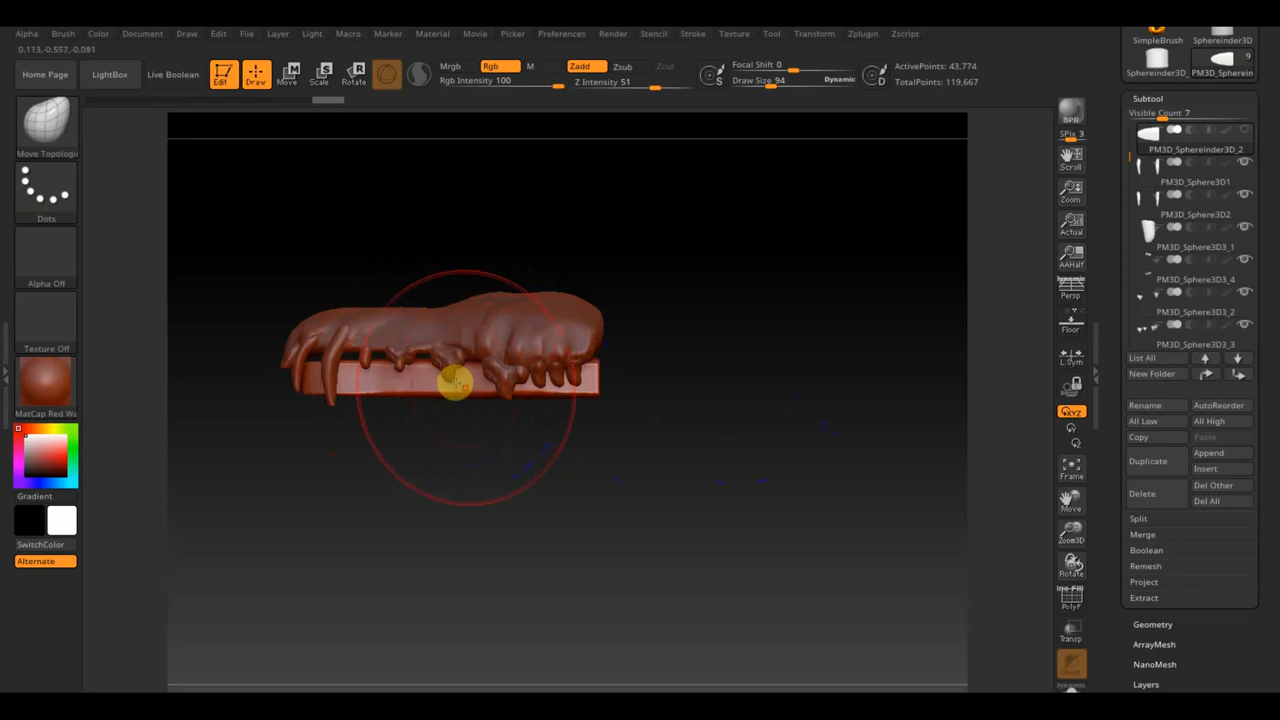 Alpha Brush Color Document Draw Edit File Layer Light Macro Marker Material Movie Picker Preferences Render Stencil Stroke Texture Tool Transform Zplugin Zscript
0.113,-0.557,-0.081
Home Page LightBox Live Boolean Edit Draw Move Scale Rotate
Mrgb Rgb M Zadd Zsub Zcut
Rgb Intensity 100 Z Intensity 51
Focal Shift 0
Draw Size 94 Dynamic
S D
ActivePoints: 43,774
TotalPoints: 119,667
Move Topologic
Dots
Alpha Off
Texture Off
MatCap Red Wa
Gradient
SwitchColor
Alternate
BPR
SPix 3
Scroll
Zoom
Actual
AAHalf
Dynamic
Persp
Floor
L.Sym
XYZ
Frame
Move
Zoom3D
Rotate
PolyF
Transp
Dynamic
SimpleBrush Sphereinder3D
Sphereinder3D_ PM3D_Spherein
9
Subtool
Visible Count 7
PM3D_Sphereinder3D_2
PM3D_Sphere3D1
PM3D_Sphere3D2
PM3D_Sphere3D3_1
PM3D_Sphere3D3_4
PM3D_Sphere3D3_2
PM3D_Sphere3D3_3
List All
New Folder
Rename AutoReorder
All Low All High
Copy Paste
Duplicate Append
Insert
Delete Del Other
Del All
Split
Merge
Boolean
Remesh
Project
Extract
Geometry
ArrayMesh
NanoMesh
Layers